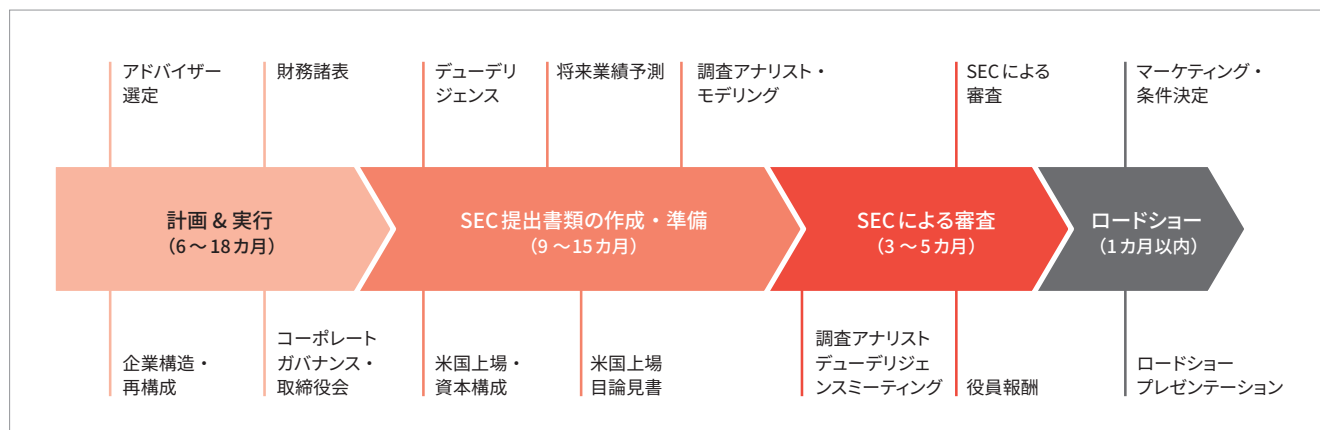 アドバイザー
選定
財務諸表
デューデリ
ジェンス
将来業績予測
調査アナリスト・
モデリング
SECによる
審査
マーケティング・
条件決定
計画 & 実行
（6 〜 18カ月）
SEC提出書類の作成・準備
（9 〜 15カ月）
SECによる審査
（3 〜 5カ月）
ロードショー
（1カ月以内）
企業構造・
再構成
コーポレート
ガバナンス・
取締役会
米国上場・
資本構成
米国上場
目論見書
調査アナリスト
デューデリジェ
ンスミーティング
役員報酬
ロードショー
プレゼンテーション